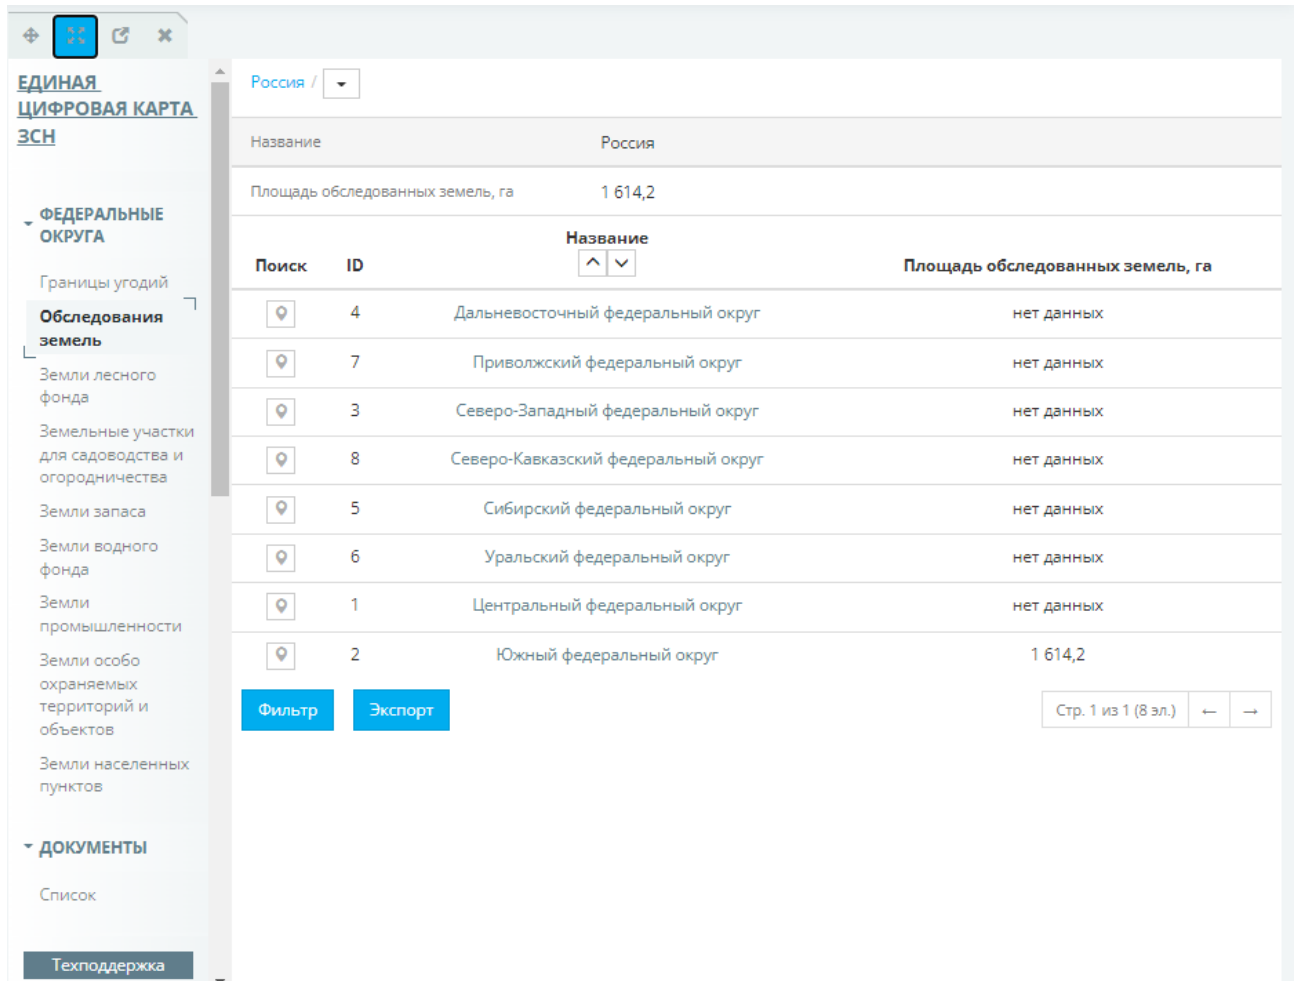 ЕДИНАЯ
ЦИФРОВАЯ КАРТА
ЗСН
ФЕДЕРАЛЬНЫЕ
ОКРУГА
Границы угодий
Обследования
земель
Земли лесного
фонда
Земельные участки
для садоводства и
огородничества
Земли запаса
Земли водного
фонда
Земли
промышленности
Земли особо
охраняемых
территорий и
объектов
Земли населенных
пунктов
ДОКУМЕНТЫ
Список
Техподдержка
Россия /
Название Россия
Площадь обследованных земель, га 1 614,2
Поиск ID Название Площадь обследованных земель, га
4 Дальневосточный федеральный округ нет данных
7 Приволжский федеральный округ нет данных
3 Северо-Западный федеральный округ нет данных
8 Северо-Кавказский федеральный округ нет данных
5 Сибирский федеральный округ нет данных
6 Уральский федеральный округ нет данных
1 Центральный федеральный округ нет данных
2 Южный федеральный округ 1 614,2
Фильтр Экспорт Стр. 1 из 1 (8 эл.) ← →